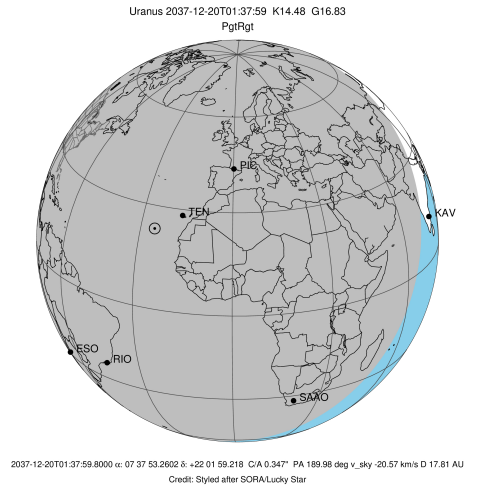 Uranus 2037-12-20T01:37:59 K14.48 G16.83
PgtRgt
PIC
TEN
KAV
ESO
RIO
SAAO
2037-12-20T01:37:59.8000 α: 07 37 53.2602 δ: +22 01 59.218 C/A 0.347" PA 189.98 deg v_sky -20.57 km/s D 17.81 AU
Credit: Styled after SORA/Lucky Star